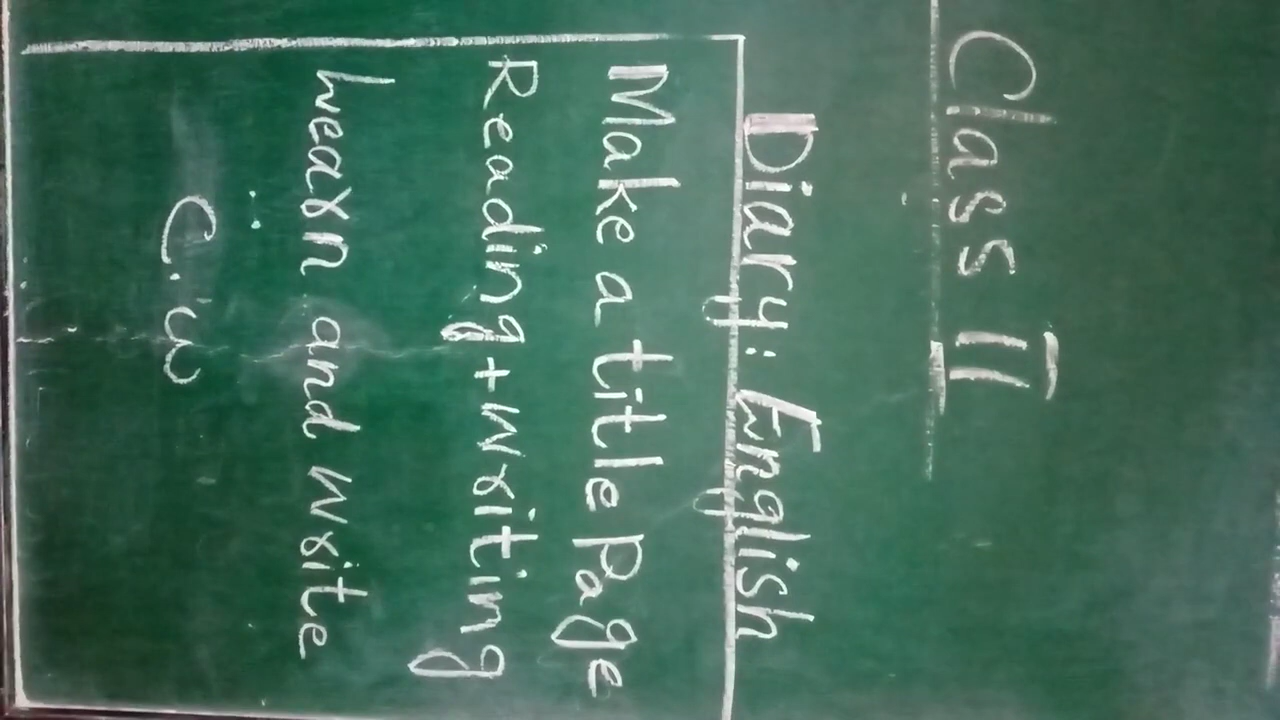 Class II
Diary: English
Make a title Page
Reading + Writing
Learn and write
C.W